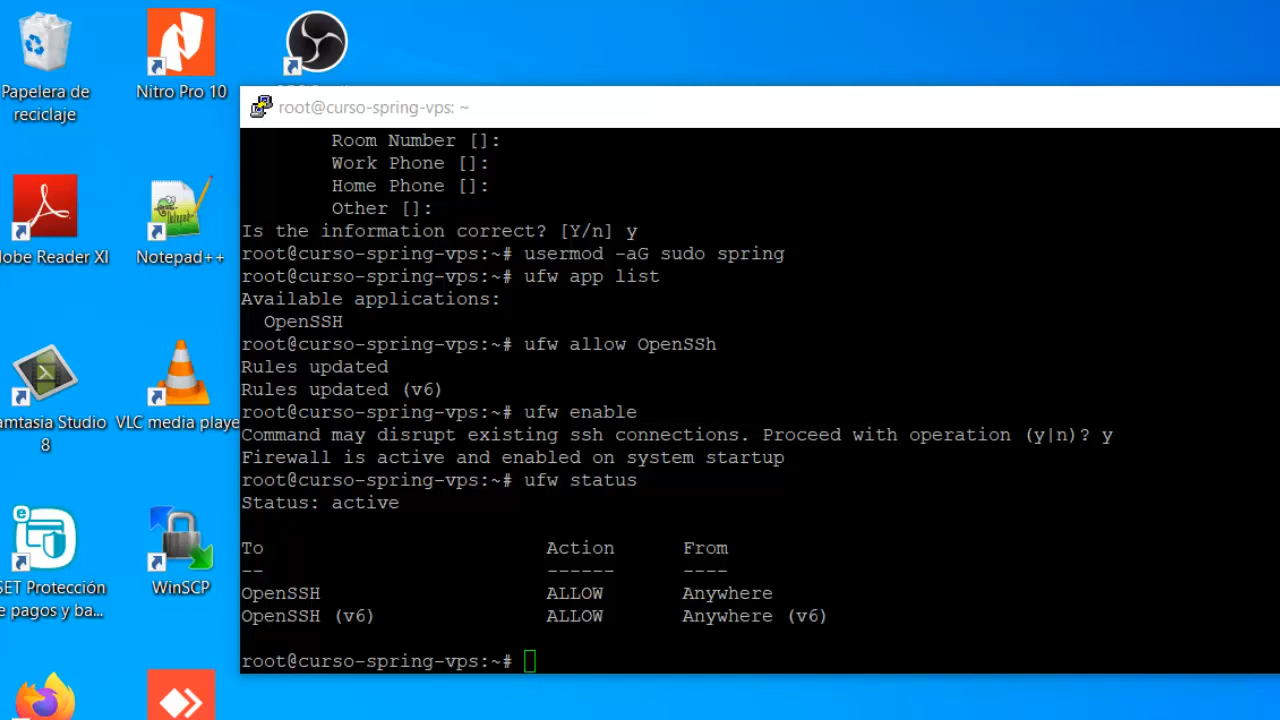 Papelera de
reciclaje
Nitro Pro 10
root@curso-spring-vps: ~
Room Number []:
Work Phone []:
Home Phone []:
Other []:
Is the information correct? [Y/n] y
root@curso-spring-vps:~# usermod -aG sudo spring
root@curso-spring-vps:~# ufw app list
Available applications:
OpenSSH
root@curso-spring-vps:~# ufw allow OpenSSh
Rules updated
Rules updated (v6)
root@curso-spring-vps:~# ufw enable
Command may disrupt existing ssh connections. Proceed with operation (y|n)? y
Firewall is active and enabled on system startup
root@curso-spring-vps:~# ufw status
Status: active
To Action From
-- ------ ----
OpenSSH ALLOW Anywhere
OpenSSH (v6) ALLOW Anywhere (v6)
root@curso-spring-vps:~#
obe Reader XI
Notepad++
amtasia Studio
8
VLC media playe
SET Protección
e pagos y ba...
WinSCP